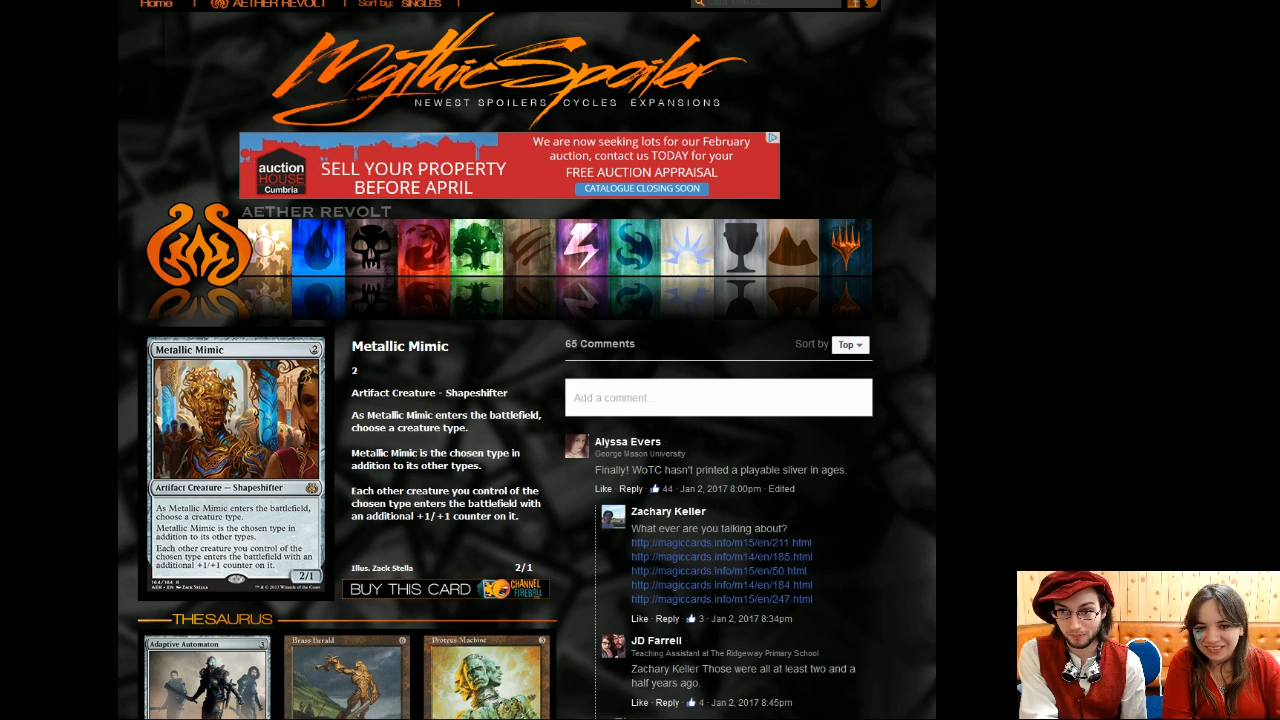 Home | AETHER REVOLT | Sort by: SINGLES |
MythicSpoiler
NEWEST SPOILERS CYCLES EXPANSIONS
auction
HOUSE
Cumbria
SELL YOUR PROPERTY
BEFORE APRIL
We are now seeking lots for our February
auction, contact us TODAY for your
FREE AUCTION APPRAISAL
CATALOGUE CLOSING SOON
AETHER REVOLT
Metallic Mimic 2
Artifact Creature — Shapeshifter
As Metallic Mimic enters the battlefield,
choose a creature type.
Metallic Mimic is the chosen type in
addition to its other types.
Each other creature you control of the
chosen type enters the battlefield with
an additional +1/+1 counter on it.
2/1
Metallic Mimic
2
Artifact Creature - Shapeshifter
As Metallic Mimic enters the battlefield,
choose a creature type.
Metallic Mimic is the chosen type in
addition to its other types.
Each other creature you control of the
chosen type enters the battlefield with
an additional +1/+1 counter on it.
Illus. Zack Stella 2/1
BUY THIS CARD CHANNEL
FIREBALL
THESAURUS
Adaptive Automaton 3
Brass Herald 6
Proteus Machine 3
65 Comments Sort by Top
Add a comment...
Alyssa Evers
George Mason University
Finally! WoTC hasn't printed a playable sliver in ages.
Like · Reply · 44 · Jan 2, 2017 8:00pm · Edited
Zachary Keller
What ever are you talking about?
http://magiccards.info/m15/en/211.html
http://magiccards.info/m14/en/185.html
http://magiccards.info/m15/en/50.html
http://magiccards.info/m14/en/184.html
http://magiccards.info/m15/en/247.html
Like · Reply · 3 · Jan 2, 2017 8:34pm
JD Farrell
Teaching Assistant at The Ridgeway Primary School
Zachary Keller Those were all at least two and a
half years ago.
Like · Reply · 4 · Jan 2, 2017 8:45pm